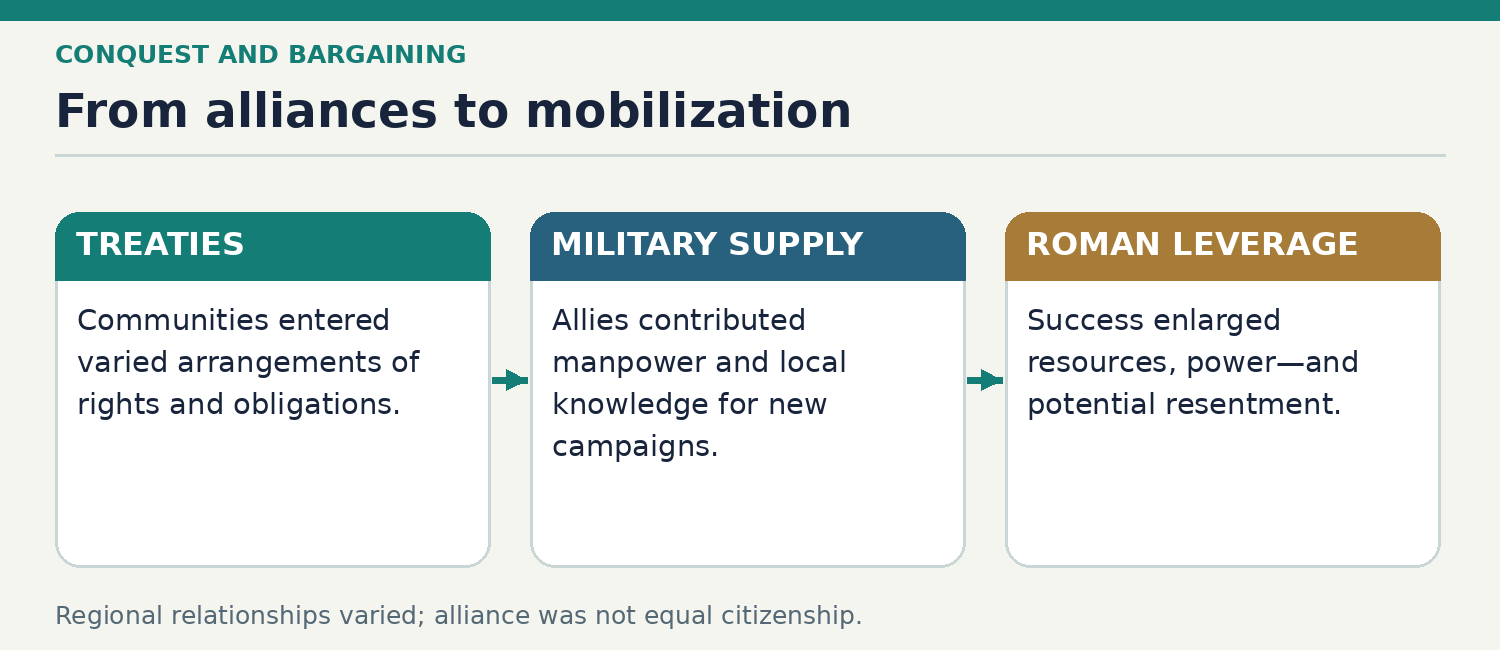 CONQUEST AND BARGAINING
From alliances to mobilization
TREATIES
Communities entered
varied arrangements of
rights and obligations.
MILITARY SUPPLY
Allies contributed
manpower and local
knowledge for new
campaigns.
ROMAN LEVERAGE
Success enlarged
resources, power—and
potential resentment.
Regional relationships varied; alliance was not equal citizenship.